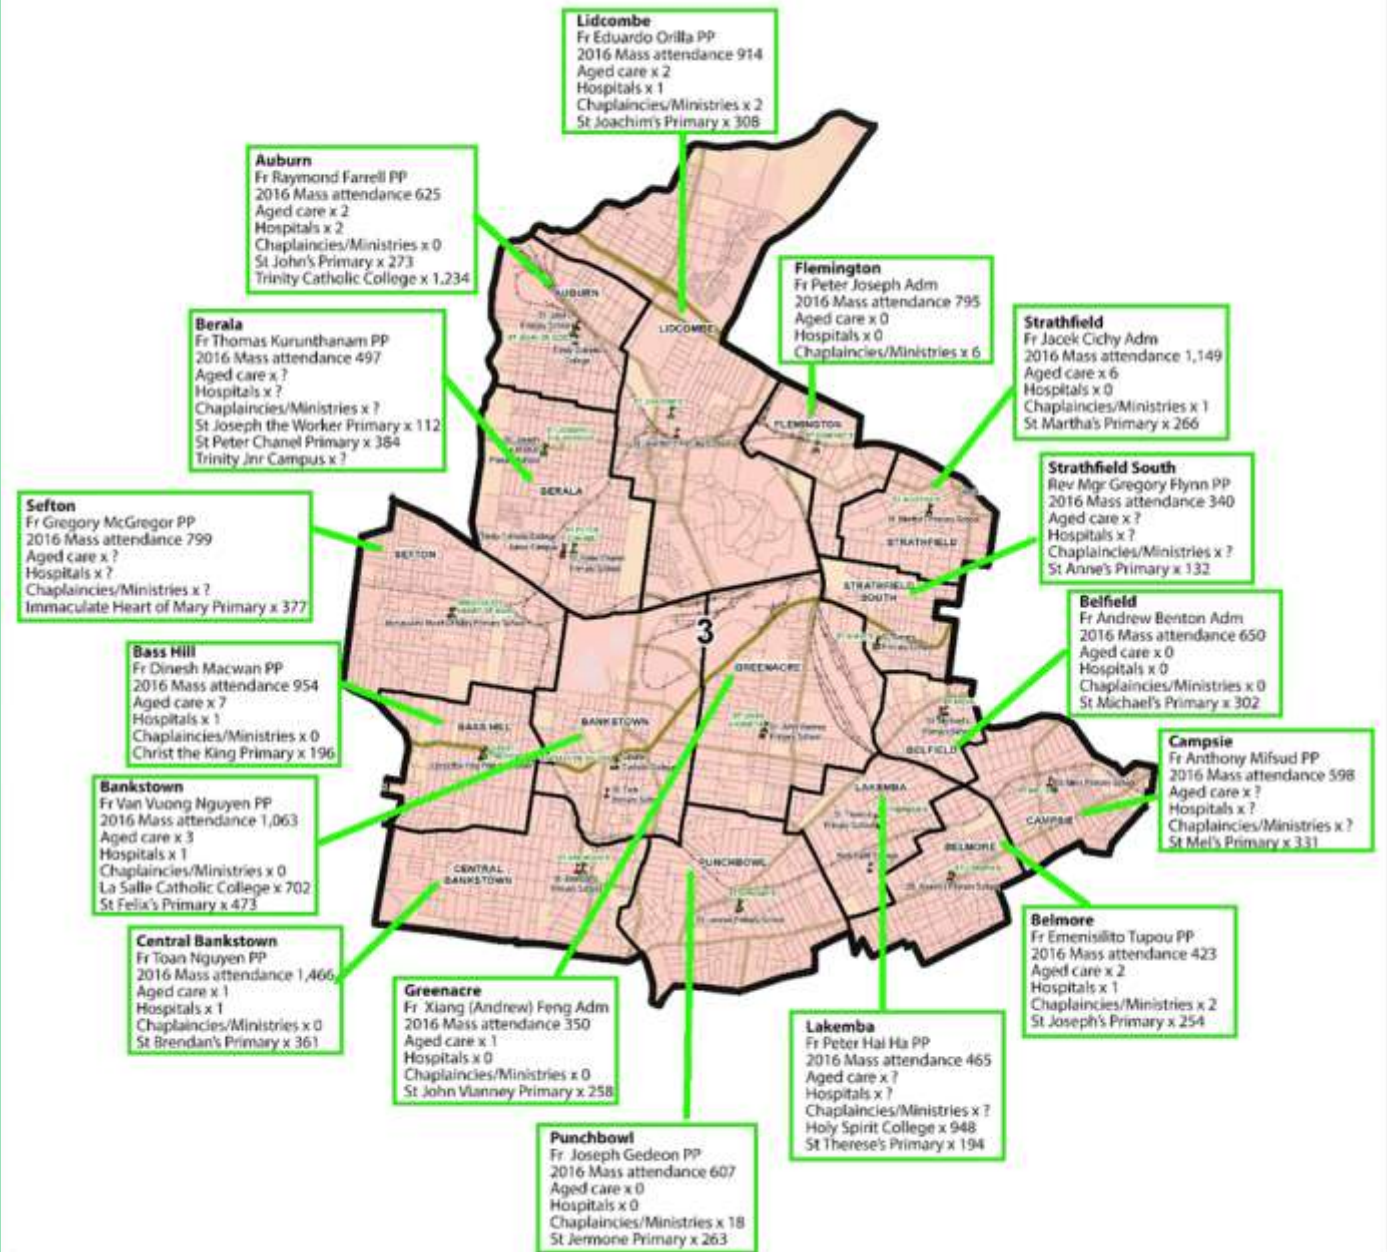 Lidcombe
Fr Eduardo Orilla PP
2016 Mass attendance 914
Aged care x 2
Hospitals x 1
Chaplaincies/Ministries x 2
St Joachim's Primary x 308
Auburn
Fr Raymond Farrell PP
2016 Mass attendance 625
Aged care x 2
Hospitals x 2
Chaplaincies/Ministries x 0
St John's Primary x 273
Trinity Catholic College x 1,234
Flemington
Fr Peter Joseph Adm
2016 Mass attendance 795
Aged care x 0
Hospitals x 0
Chaplaincies/Ministries x 6
Berala
Fr Thomas Kurunthanam PP
2016 Mass attendance 497
Aged care x ?
Hospitals x ?
Chaplaincies/Ministries x ?
St Joseph the Worker Primary x 112
St Peter Chanel Primary x 384
Trinity Jnr Campus x ?
Strathfield
Fr Jacek Cichy Adm
2016 Mass attendance 1,149
Aged care x 6
Hospitals x 0
Chaplaincies/Ministries x 1
St Martha's Primary x 266
Strathfield South
Rev Mgr Gregory Flynn PP
2016 Mass attendance 340
Aged care x ?
Hospitals x ?
Chaplaincies/Ministries x ?
St Anne's Primary x 132
Sefton
Fr Gregory McGregor PP
2016 Mass attendance 799
Aged care x ?
Hospitals x ?
Chaplaincies/Ministries x ?
Immaculate Heart of Mary Primary x 377
Belfield
Fr Andrew Benton Adm
2016 Mass attendance 650
Aged care x 0
Hospitals x 0
Chaplaincies/Ministries x 0
St Michael's Primary x 302
Bass Hill
Fr Dinesh Macwan PP
2016 Mass attendance 954
Aged care x 7
Hospitals x 1
Chaplaincies/Ministries x 0
Christ the King Primary x 196
Campsie
Fr Anthony Mifsud PP
2016 Mass attendance 598
Aged care x ?
Hospitals x ?
Chaplaincies/Ministries x ?
St Mel's Primary x 331
Bankstown
Fr Van Vuong Nguyen PP
2016 Mass attendance 1,063
Aged care x 3
Hospitals x 1
Chaplaincies/Ministries x 0
La Salle Catholic College x 702
St Felix's Primary x 473
Central Bankstown
Fr Toan Nguyen PP
2016 Mass attendance 1,466
Aged care x 1
Hospitals x 1
Chaplaincies/Ministries x 0
St Brendan's Primary x 361
Greenacre
Fr Xiang (Andrew) Feng Adm
2016 Mass attendance 350
Aged care x 1
Hospitals x 0
Chaplaincies/Ministries x 0
St John Vianney Primary x 258
Belmore
Fr Emenisilito Tupou PP
2016 Mass attendance 423
Aged care x 2
Hospitals x 1
Chaplaincies/Ministries x 2
St Joseph's Primary x 254
Lakemba
Fr Peter Hai Ha PP
2016 Mass attendance 465
Aged care x ?
Hospitals x ?
Chaplaincies/Ministries x ?
Holy Spirit College x 948
St Therese's Primary x 194
Punchbowl
Fr Joseph Gedeon PP
2016 Mass attendance 607
Aged care x 0
Hospitals x 0
Chaplaincies/Ministries x 18
St Jermone Primary x 263
AUBURN
LIDCOMBE
FLEMINGTON
BERALA
STRATHFIELD
SEFTON
STRATHFIELD
SOUTH
3
GREENACRE
BASS HILL
BANKSTOWN
BELFIELD
LAKEMBA
CAMPSIE
BELMORE
PUNCHBOWL
CENTRAL
BANKSTOWN